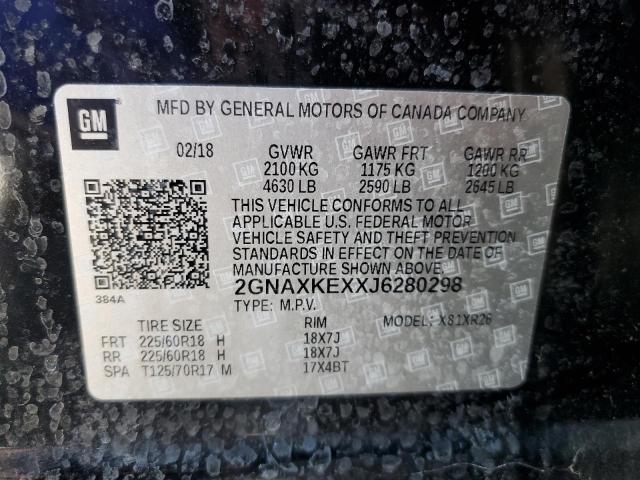 GM
MFD BY GENERAL MOTORS OF CANADA COMPANY
02/18 GVWR GAWR FRT GAWR RR
2100 KG 1175 KG 1200 KG
4630 LB 2590 LB 2645 LB
THIS VEHICLE CONFORMS TO ALL
APPLICABLE U.S. FEDERAL MOTOR
VEHICLE SAFETY AND THEFT PREVENTION
STANDARDS IN EFFECT ON THE DATE OF
MANUFACTURE SHOWN ABOVE.
384A
2GNAXKEXXJ6280298
TYPE: M.P.V. MODEL: X81XR26
TIRE SIZE RIM
FRT 225/60R18 H 18X7J
RR 225/60R18 H 18X7J
SPA T125/70R17 M 17X4BT